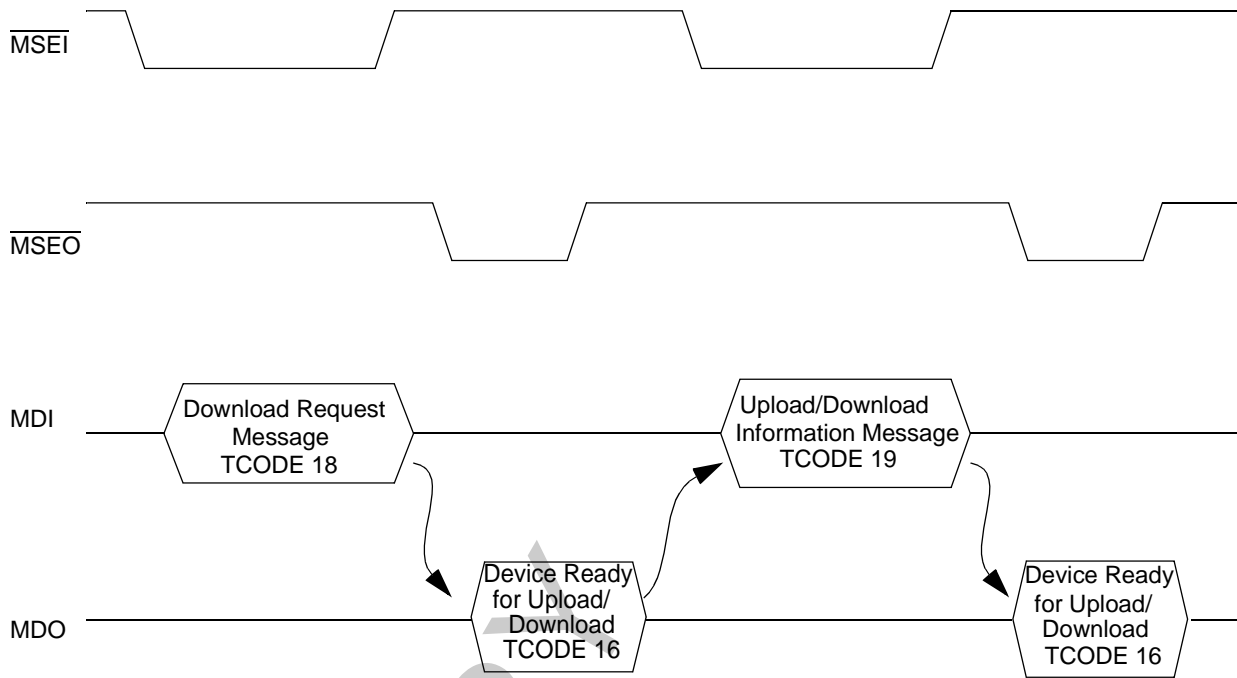 MSEI
MSEO
MDI
Download Request
Message
TCODE 18
Upload/Download
Information Message
TCODE 19
MDO
Device Ready
for Upload/
Download
TCODE 16
Device Ready
for Upload/
Download
TCODE 16